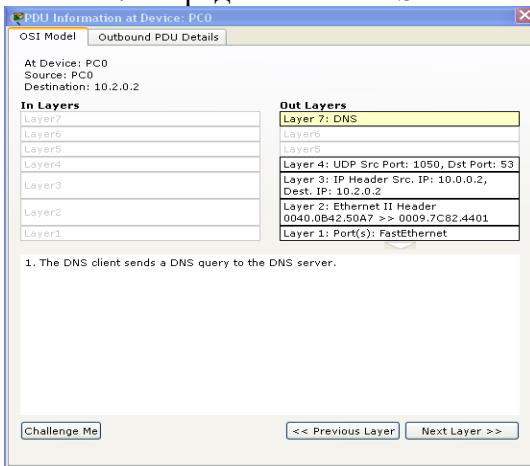 PDU Information at Device: PC0
OSI Model Outbound PDU Details
At Device: PC0
Source: PC0
Destination: 10.2.0.2
In Layers
Layer7
Layer6
Layer5
Layer4
Layer3
Layer2
Layer1
Out Layers
Layer 7: DNS
Layer6
Layer5
Layer 4: UDP Src Port: 1050, Dst Port: 53
Layer 3: IP Header Src. IP: 10.0.0.2,
Dest. IP: 10.2.0.2
Layer 2: Ethernet II Header
0040.0B42.50A7 >> 0009.7C82.4401
Layer 1: Port(s): FastEthernet
1. The DNS client sends a DNS query to the DNS server.
Challenge Me
<< Previous Layer
Next Layer >>